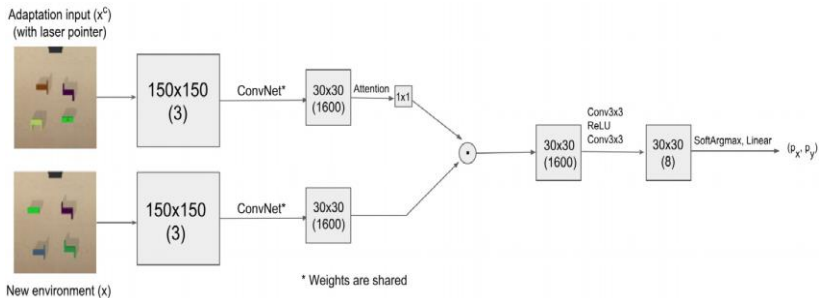 Adaptation input (x^c)
(with laser pointer)
150x150
(3)
ConvNet*
30x30
(1600)
Attention
1x1
30x30
(1600)
Conv3x3
ReLU
Conv3x3
30x30
(8)
SoftArgmax, Linear
(p_x, p_y)
150x150
(3)
ConvNet*
30x30
(1600)
* Weights are shared
New environment (x)